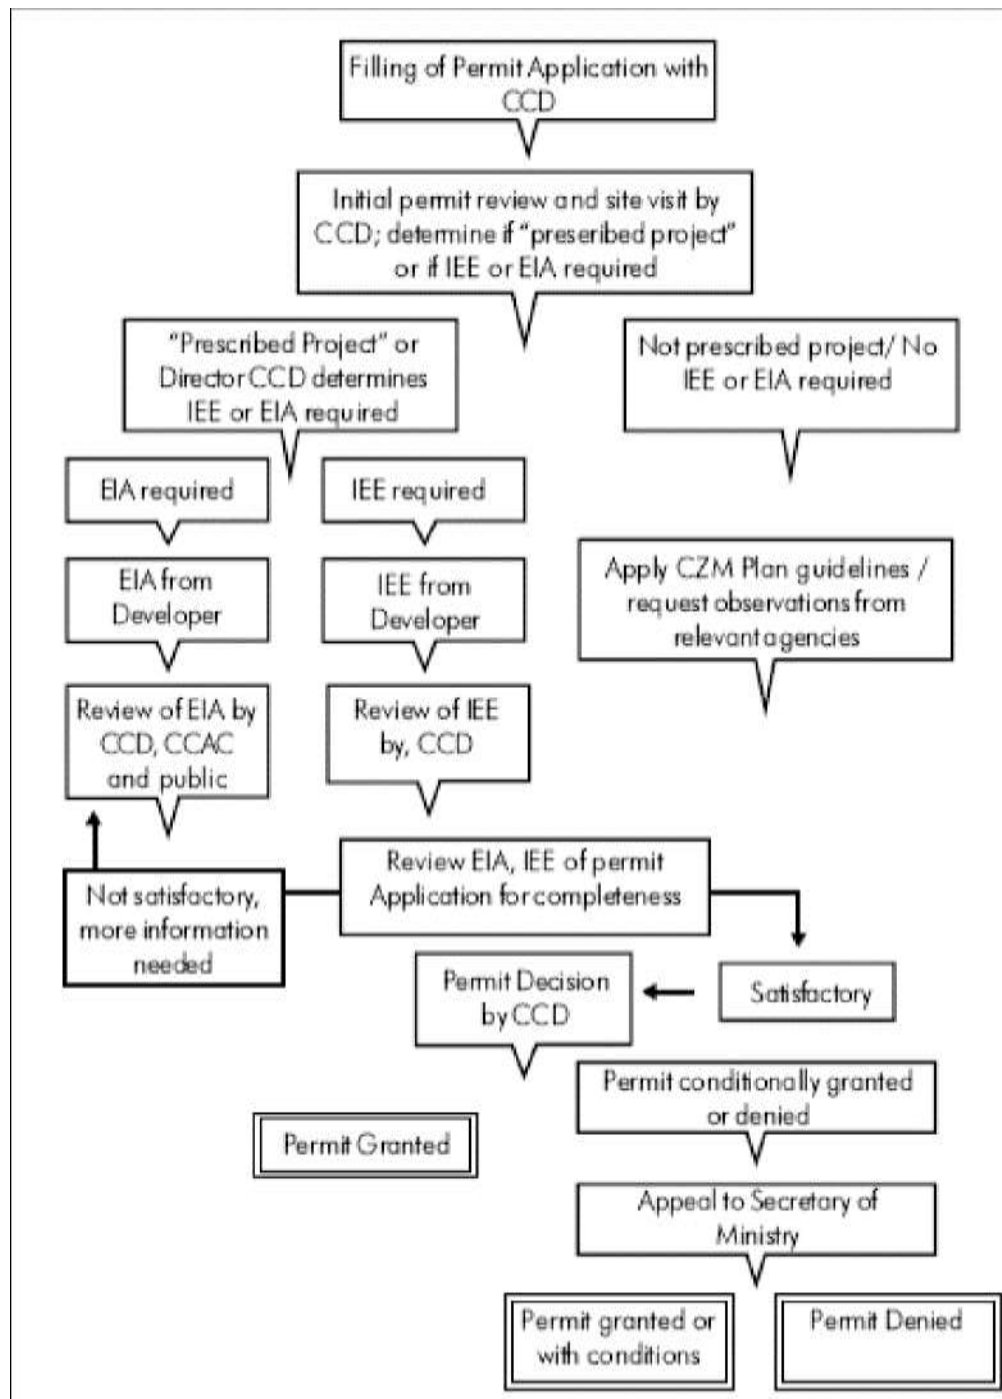 Filling of Permit Application with
CCD
Initial permit review and site visit by
CCD; determine if "preseribed project"
or if IEE or EIA required
"Prescribed Project" or
Director CCD determines
IEE or EIA required
Not prescribed project/ No
IEE or EIA required
EIA required
IEE required
EIA from
Developer
IEE from
Developer
Apply CZM Plan guidelines /
request observations from
relevant agencies
Review of EIA by
CCD, CCAC
and public
Review of IEE
by, CCD
Review EIA, IEE of permit
Application for completeness
Not satisfactory,
more information
needed
Permit Decision
by CCD
Satisfactory
Permit conditionally granted
or denied
Permit Granted
Appeal to Secretary of
Ministry
Permit granted or
with conditions
Permit Denied